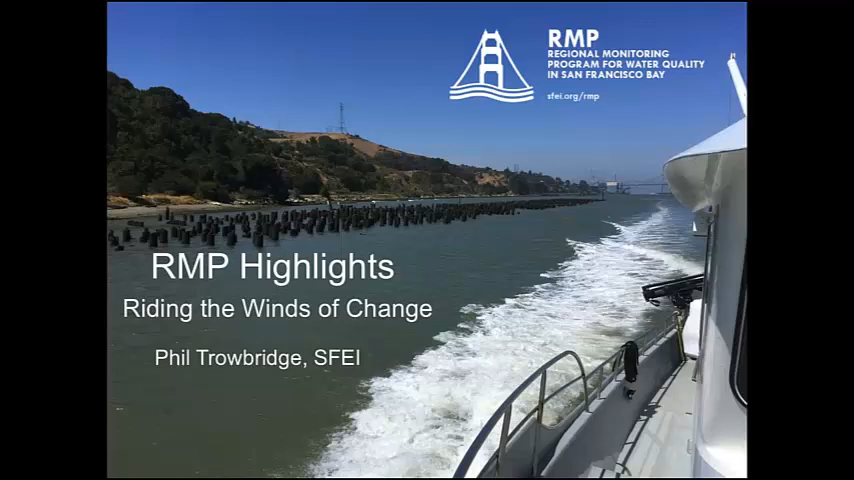 RMP
REGIONAL MONITORING
PROGRAM FOR WATER QUALITY
IN SAN FRANCISCO BAY
sfei.org/rmp
RMP Highlights
Riding the Winds of Change
Phil Trowbridge, SFEI